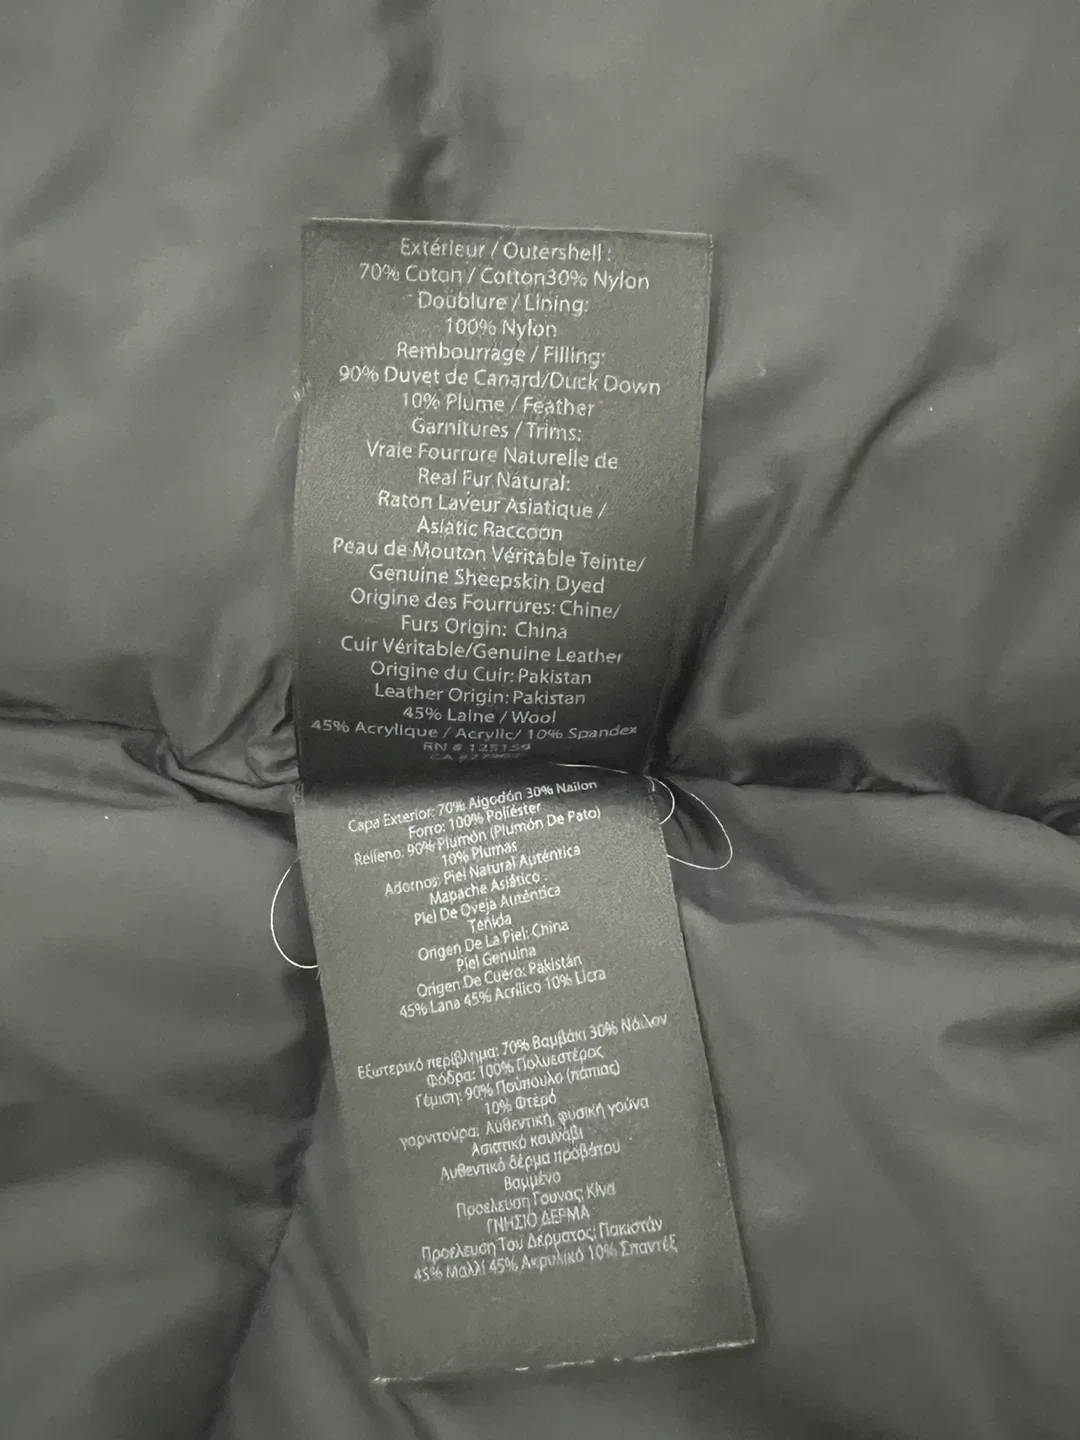 Extérieur / Outershell :
70% Coton / Cotton30% Nylon
Doublure / Lining:
100% Nylon
Rembourrage / Filling:
90% Duvet de Canard/Duck Down
10% Plume / Feather
Garnitures / Trims:
Vraie Fourrure Naturelle de
Real Fur Natural:
Raton Laveur Asiatique /
Asiatic Raccoon
Peau de Mouton Véritable Teinte/
Genuine Sheepskin Dyed
Origine des Fourrures: Chine/
Furs Origin: China
Cuir Véritable/Genuine Leather
Origine du Cuir: Pakistan
Leather Origin: Pakistan
45% Laine / Wool
45% Acrylique / Acrylic/ 10% Spandex
RN #
CA
Capa Exterior: 70% Algodón 30% Nailon
Forro: 100% Poliéster
Relleno: 90% Plumón (Plumón De Pato)
10% Plumas
Adornos: Piel Natural Auténtica
Mapache Asiático
Piel De Oveja Auténtica
Teñida
Origen De La Piel: China
Piel Genuina
Origen De Cuero: Pakistán
45% Lana 45% Acrílico 10% Licra
Εξωτερικό περίβλημα: 70% Βαμβάκι 30% Νάιλον
Φόδρα: 100% Πολυεστέρος
Γέμιση: 90% Πούπουλο (πάπιας)
10% Φτερό
γαρνιτούρα: Αυθεντική, φυσική γούνα
Ασιατικό κουνάβι
Αυθεντικό δέρμα προβάτου
Βαμμένο
Προέλευση Γούνας: Κίνα
ΓΝΗΣΙΟ ΔΕΡΜΑ
Προέλευση Του Δέρματος: Πακιστάν
45% Μαλλί 45% Ακρυλικό 10% Σπαντέξ